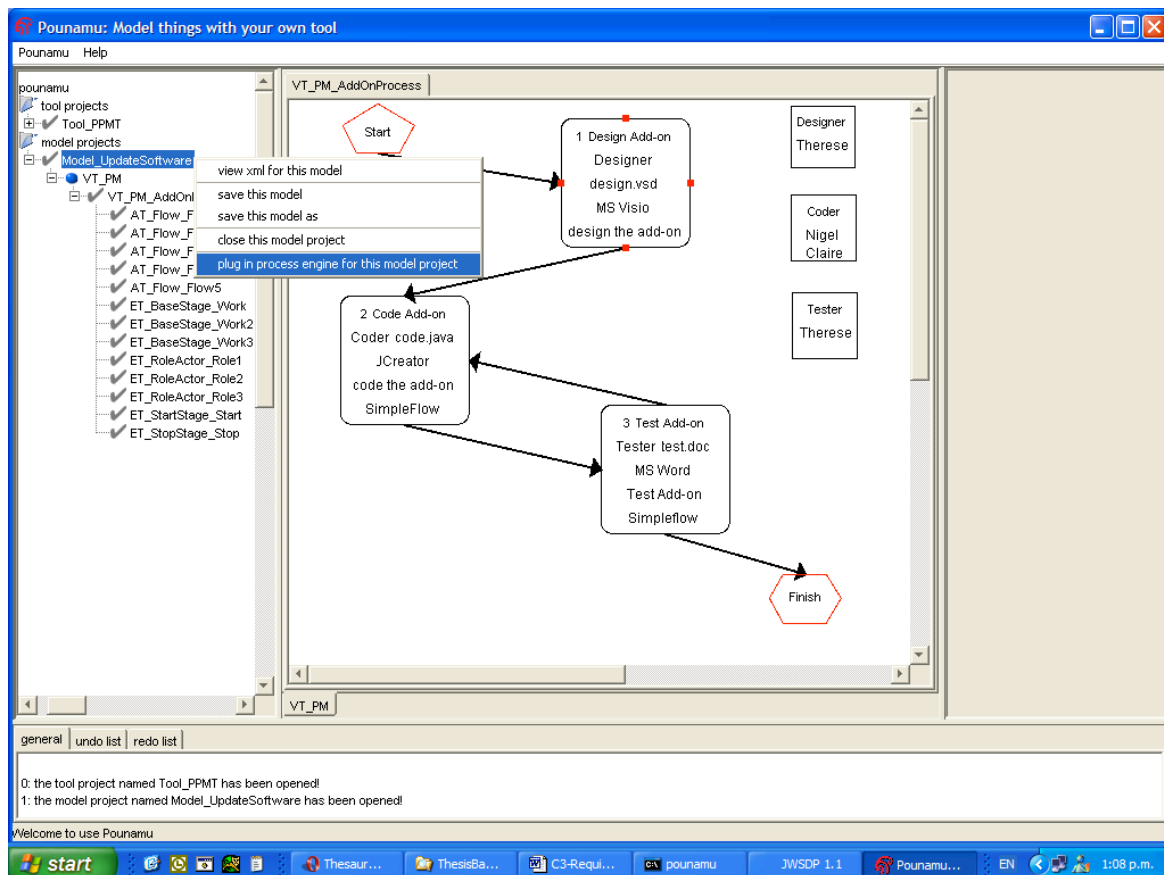 Pounamu: Model things with your own tool
Pounamu Help
pounamu
tool projects
Tool_PPMT
model projects
Model_UpdateSoftware
VT_PM
VT_PM_AddOnl
AT_Flow_F
AT_Flow_F
AT_Flow_F
AT_Flow_F
AT_Flow_Flow5
ET_BaseStage_Work
ET_BaseStage_Work2
ET_BaseStage_Work3
ET_RoleActor_Role1
ET_RoleActor_Role2
ET_RoleActor_Role3
ET_StartStage_Start
ET_StopStage_Stop
view xml for this model
save this model
save this model as
close this model project
plug in process engine for this model project
VT_PM_AddOnProcess
Start
1 Design Add-on
Designer
design.vsd
MS Visio
design the add-on
Designer
Therese
Coder
Nigel
Claire
Tester
Therese
2 Code Add-on
Coder code.java
JCreator
code the add-on
SimpleFlow
3 Test Add-on
Tester test.doc
MS Word
Test Add-on
Simpleflow
Finish
VT_PM
general undo list redo list
0: the tool project named Tool_PPMT has been opened!
1: the model project named Model_UpdateSoftware has been opened!
Welcome to use Pounamu
start Thesaur... ThesisBa... C3-Requi... pounamu JWSDP 1.1 Pounamu... EN 1:08 p.m.